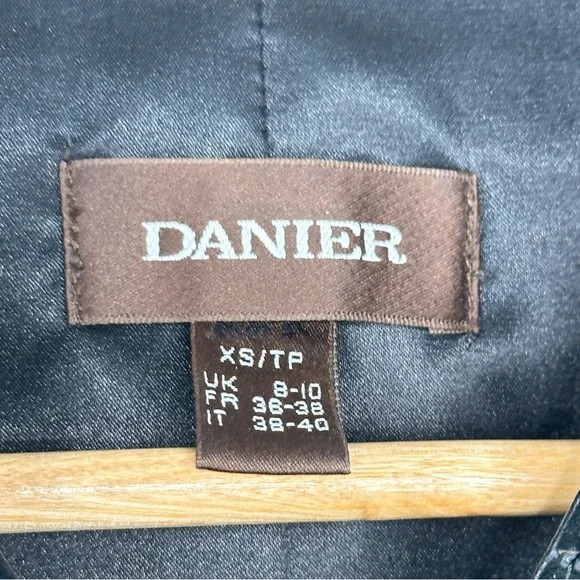 DANIER
XS/TP
UK 8-10
FR 36-38
IT 38-40